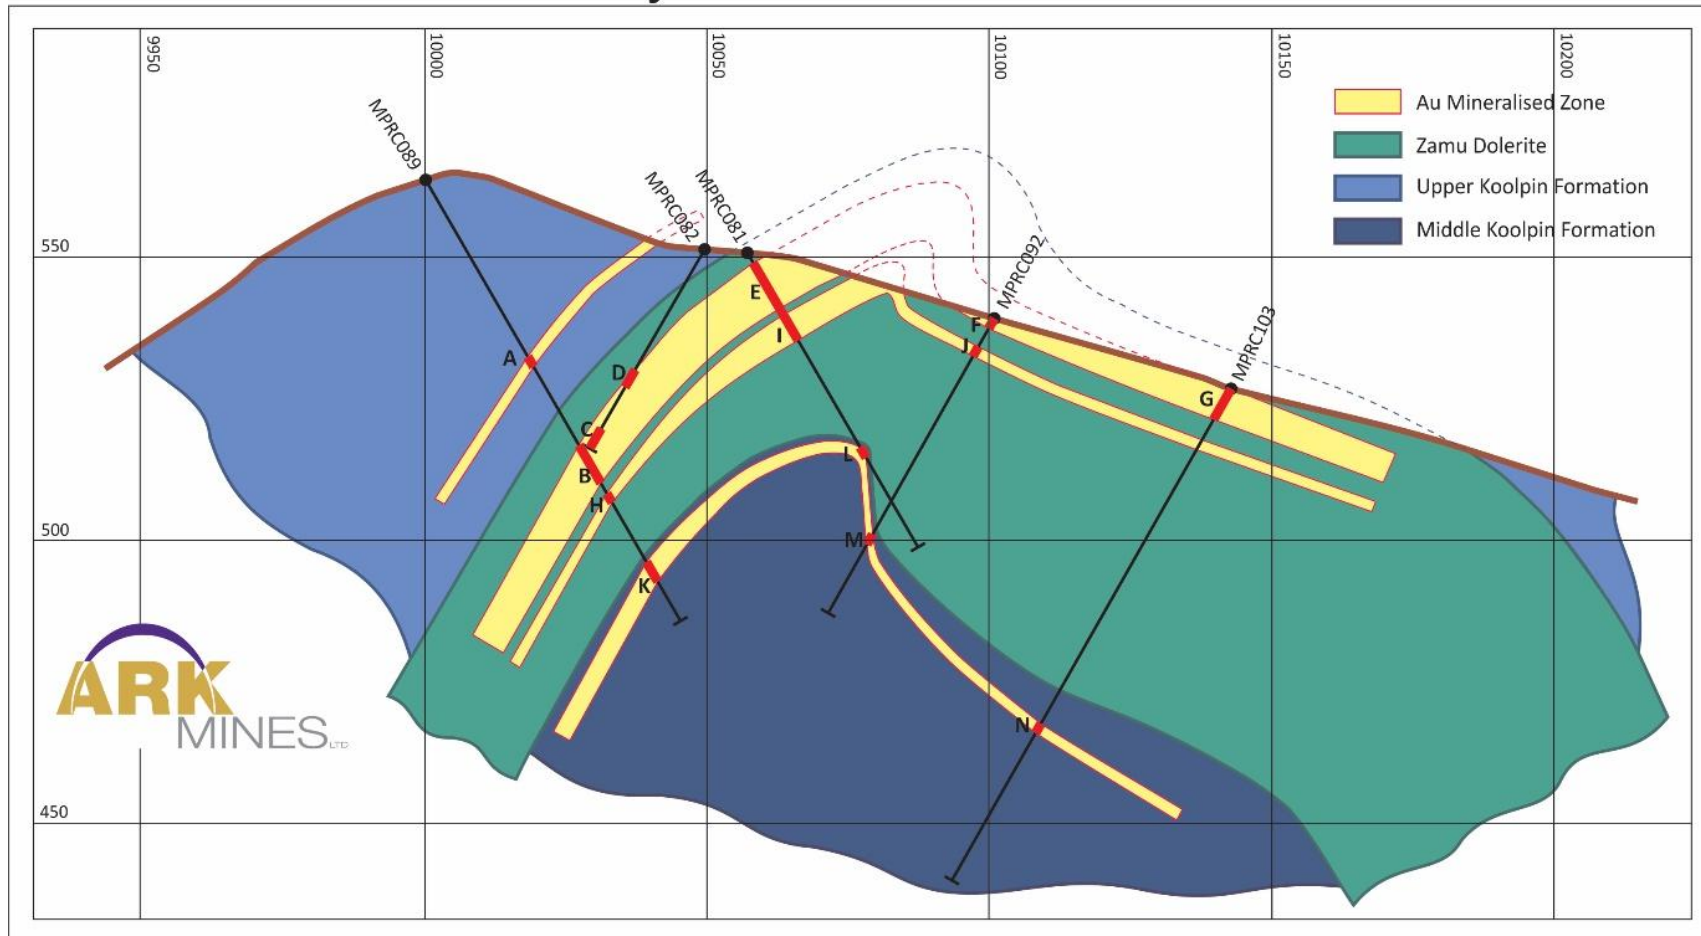 9950
10000
10050
10100
10150
10200
MPRC089
MPRC082
MPRC081
MPRC092
MPRC103
Au Mineralised Zone
Zamu Dolerite
Upper Koolpin Formation
Middle Koolpin Formation
550
500
450
A
B
C
D
E
F
G
H
I
J
K
L
M
N
ARK
MINES LTD